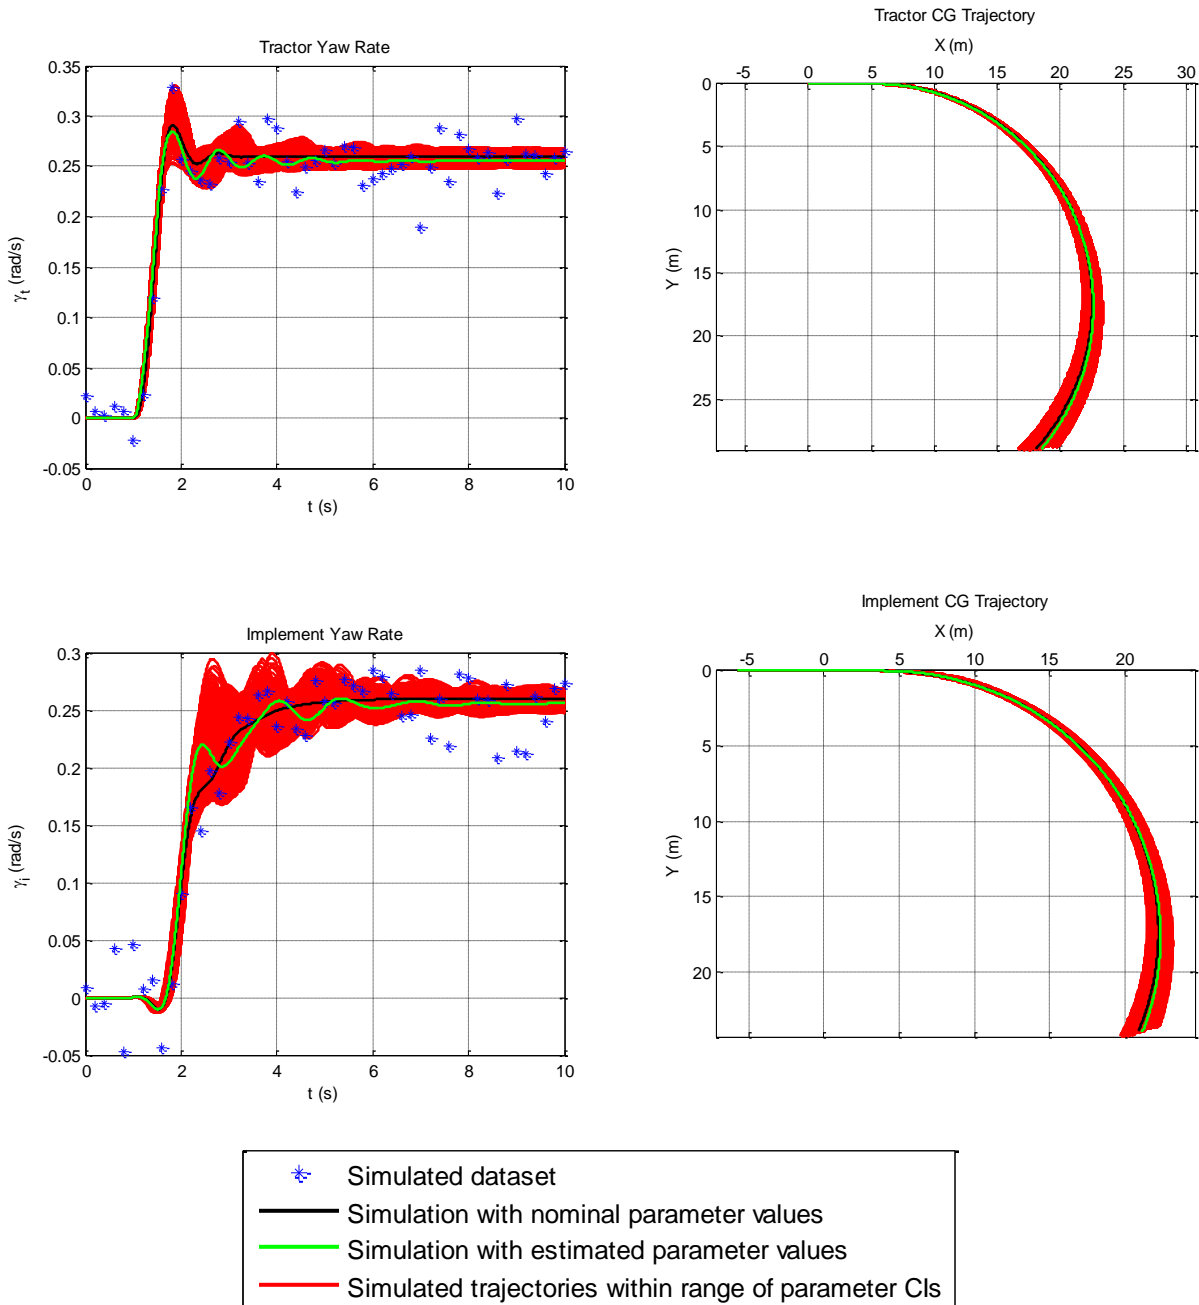 Tractor Yaw Rate
0.35
0.3
0.25
0.2
0.15
0.1
0.05
0
-0.05
γt (rad/s)
0 2 4 6 8 10
t (s)
Tractor CG Trajectory
X (m)
-5 0 5 10 15 20 25 30
0
5
10
15
20
25
Y (m)
Implement Yaw Rate
0.3
0.25
0.2
0.15
0.1
0.05
0
-0.05
γi (rad/s)
0 2 4 6 8 10
t (s)
Implement CG Trajectory
X (m)
-5 0 5 10 15 20
0
5
10
15
20
Y (m)
Simulated dataset
Simulation with nominal parameter values
Simulation with estimated parameter values
Simulated trajectories within range of parameter CIs